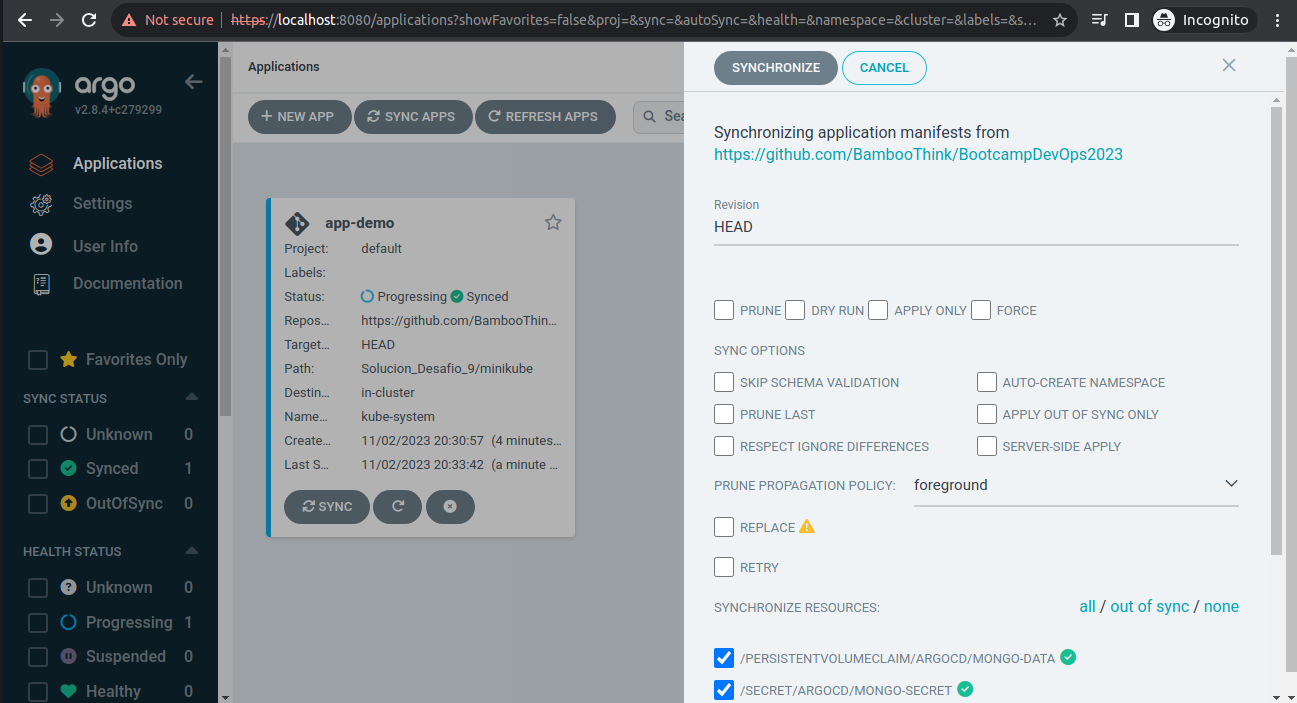 Not secure
https://localhost:8080/applications?showFavorites=false&proj=&sync=&autoSync=&health=&namespace=&cluster=&labels=&s...
Incognito
argo
v2.8.4+c279299
Applications
Settings
User Info
Documentation
Favorites Only
SYNC STATUS
Unknown 0
Synced 1
OutOfSync 0
HEALTH STATUS
Unknown 0
Progressing 1
Suspended 0
Healthy 0
Applications
+ NEW APP
SYNC APPS
REFRESH APPS
Sea
app-demo
Project: default
Labels:
Status: Progressing Synced
Repos... https://github.com/BambooThin...
Target... HEAD
Path: Solucion_Desafio_9/minikube
Destin... in-cluster
Name... kube-system
Create... 11/02/2023 20:30:57 (4 minutes...
Last S... 11/02/2023 20:33:42 (a minute ...
SYNC
SYNCHRONIZE
CANCEL
Synchronizing application manifests from
https://github.com/BambooThink/BootcampDevOps2023
Revision
HEAD
PRUNE DRY RUN APPLY ONLY FORCE
SYNC OPTIONS
SKIP SCHEMA VALIDATION AUTO-CREATE NAMESPACE
PRUNE LAST APPLY OUT OF SYNC ONLY
RESPECT IGNORE DIFFERENCES SERVER-SIDE APPLY
PRUNE PROPAGATION POLICY: foreground
REPLACE
RETRY
SYNCHRONIZE RESOURCES: all / out of sync / none
/PERSISTENTVOLUMECLAIM/ARGOCD/MONGO-DATA
/SECRET/ARGOCD/MONGO-SECRET